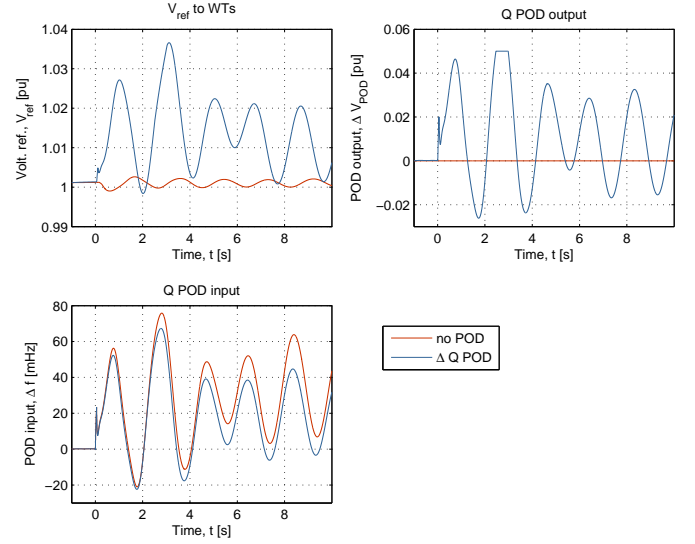 V_ref to WTs
Volt. ref., V_ref [pu]
1.04
1.03
1.02
1.01
1
0.99
0 2 4 6 8
Time, t [s]
Q POD output
POD output, Δ V_POD [pu]
0.06
0.04
0.02
0
−0.02
0 2 4 6 8
Time, t [s]
Q POD input
POD input, Δ f [mHz]
80
60
40
20
0
−20
0 2 4 6 8
Time, t [s]
no POD
Δ Q POD